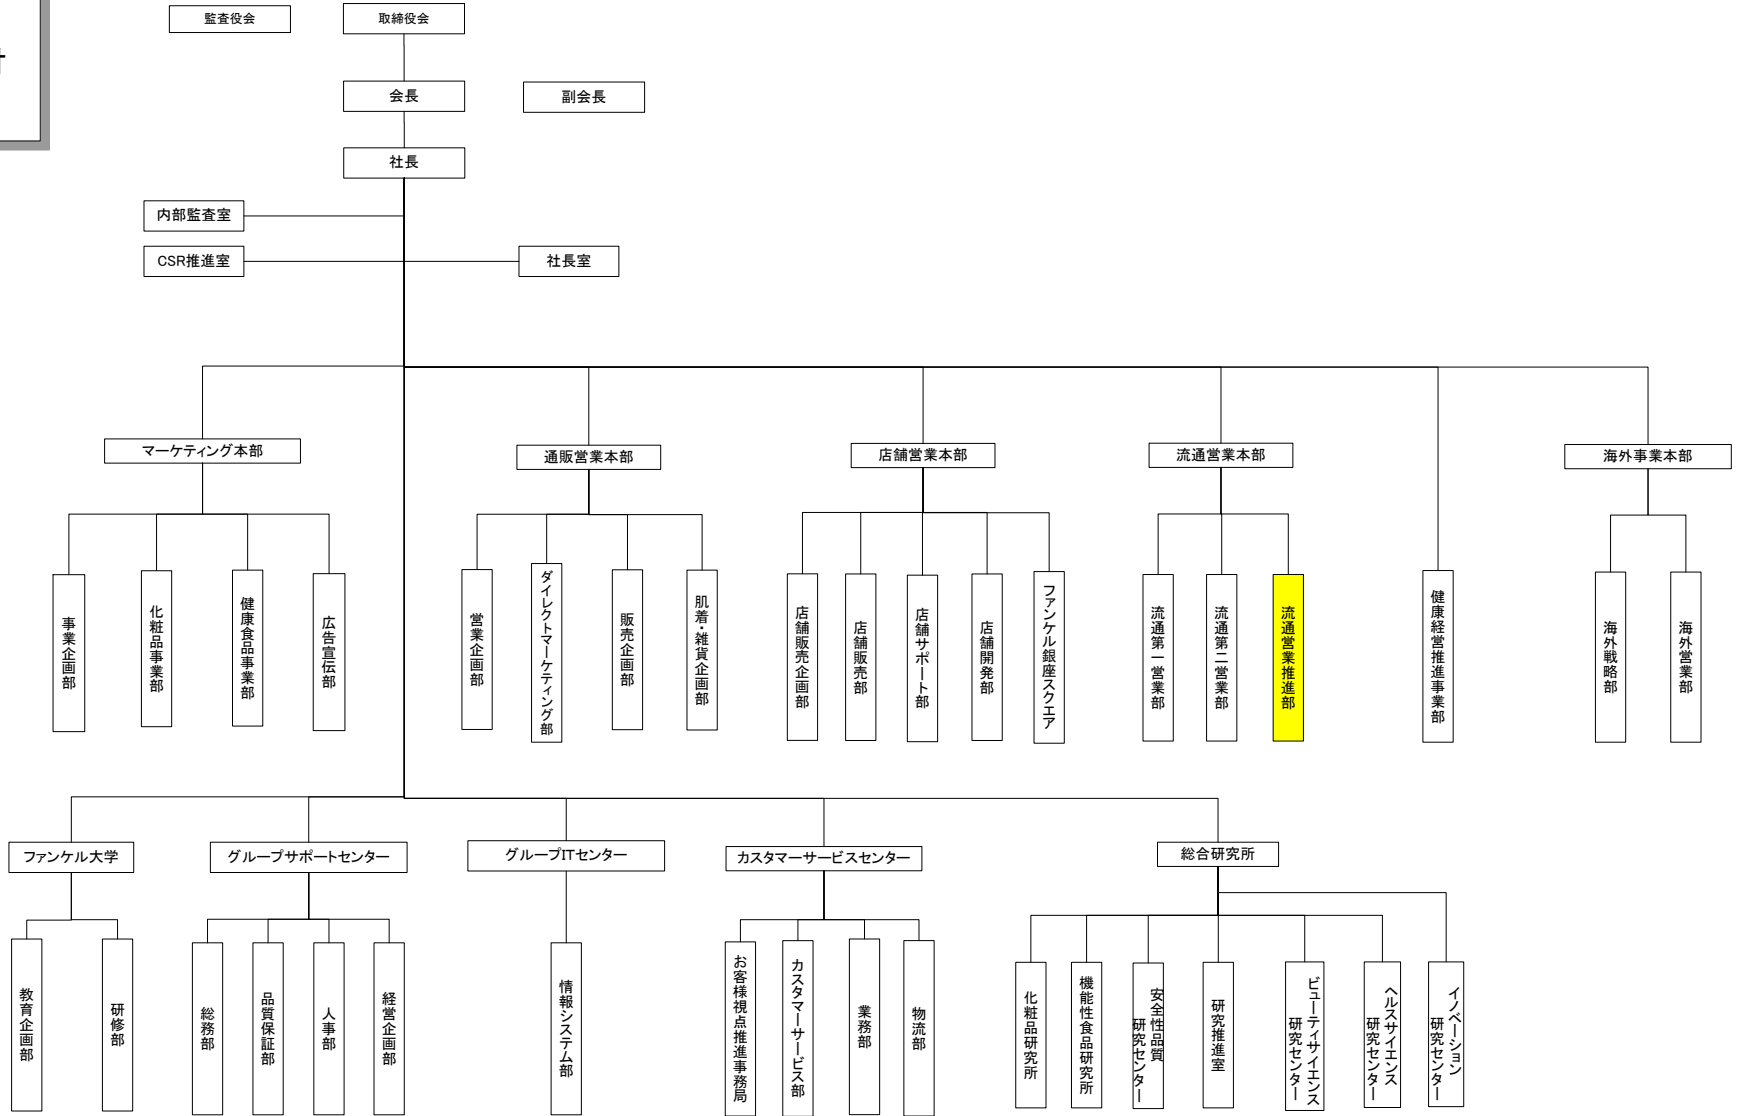 監査役会
取締役会
会長
副会長
社長
内部監査室
CSR推進室
社長室
マーケティング本部
通販営業本部
店舗営業本部
流通営業本部
海外事業本部
事業企画部
化粧品事業部
健康食品事業部
広告宣伝部
営業企画部
ダイレクトマーケティング部
販売企画部
肌着・雑貨企画部
店舗販売企画部
店舗販売部
店舗サポート部
店舗開発部
ファンケル銀座スクエア
流通第一営業部
流通第二営業部
流通営業推進部
健康経営推進事業部
海外戦略部
海外営業部
ファンケル大学
グループサポートセンター
グループITセンター
カスタマーサービスセンター
総合研究所
教育企画部
研修部
総務部
品質保証部
人事部
経営企画部
情報システム部
お客様視点推進事務局
カスタマーサービス部
業務部
物流部
化粧品研究所
機能性食品研究所
安全性品質
研究センター
研究推進室
ビューティサイエンス
研究センター
ヘルスサイエンス
研究センター
イノベーション
研究センター